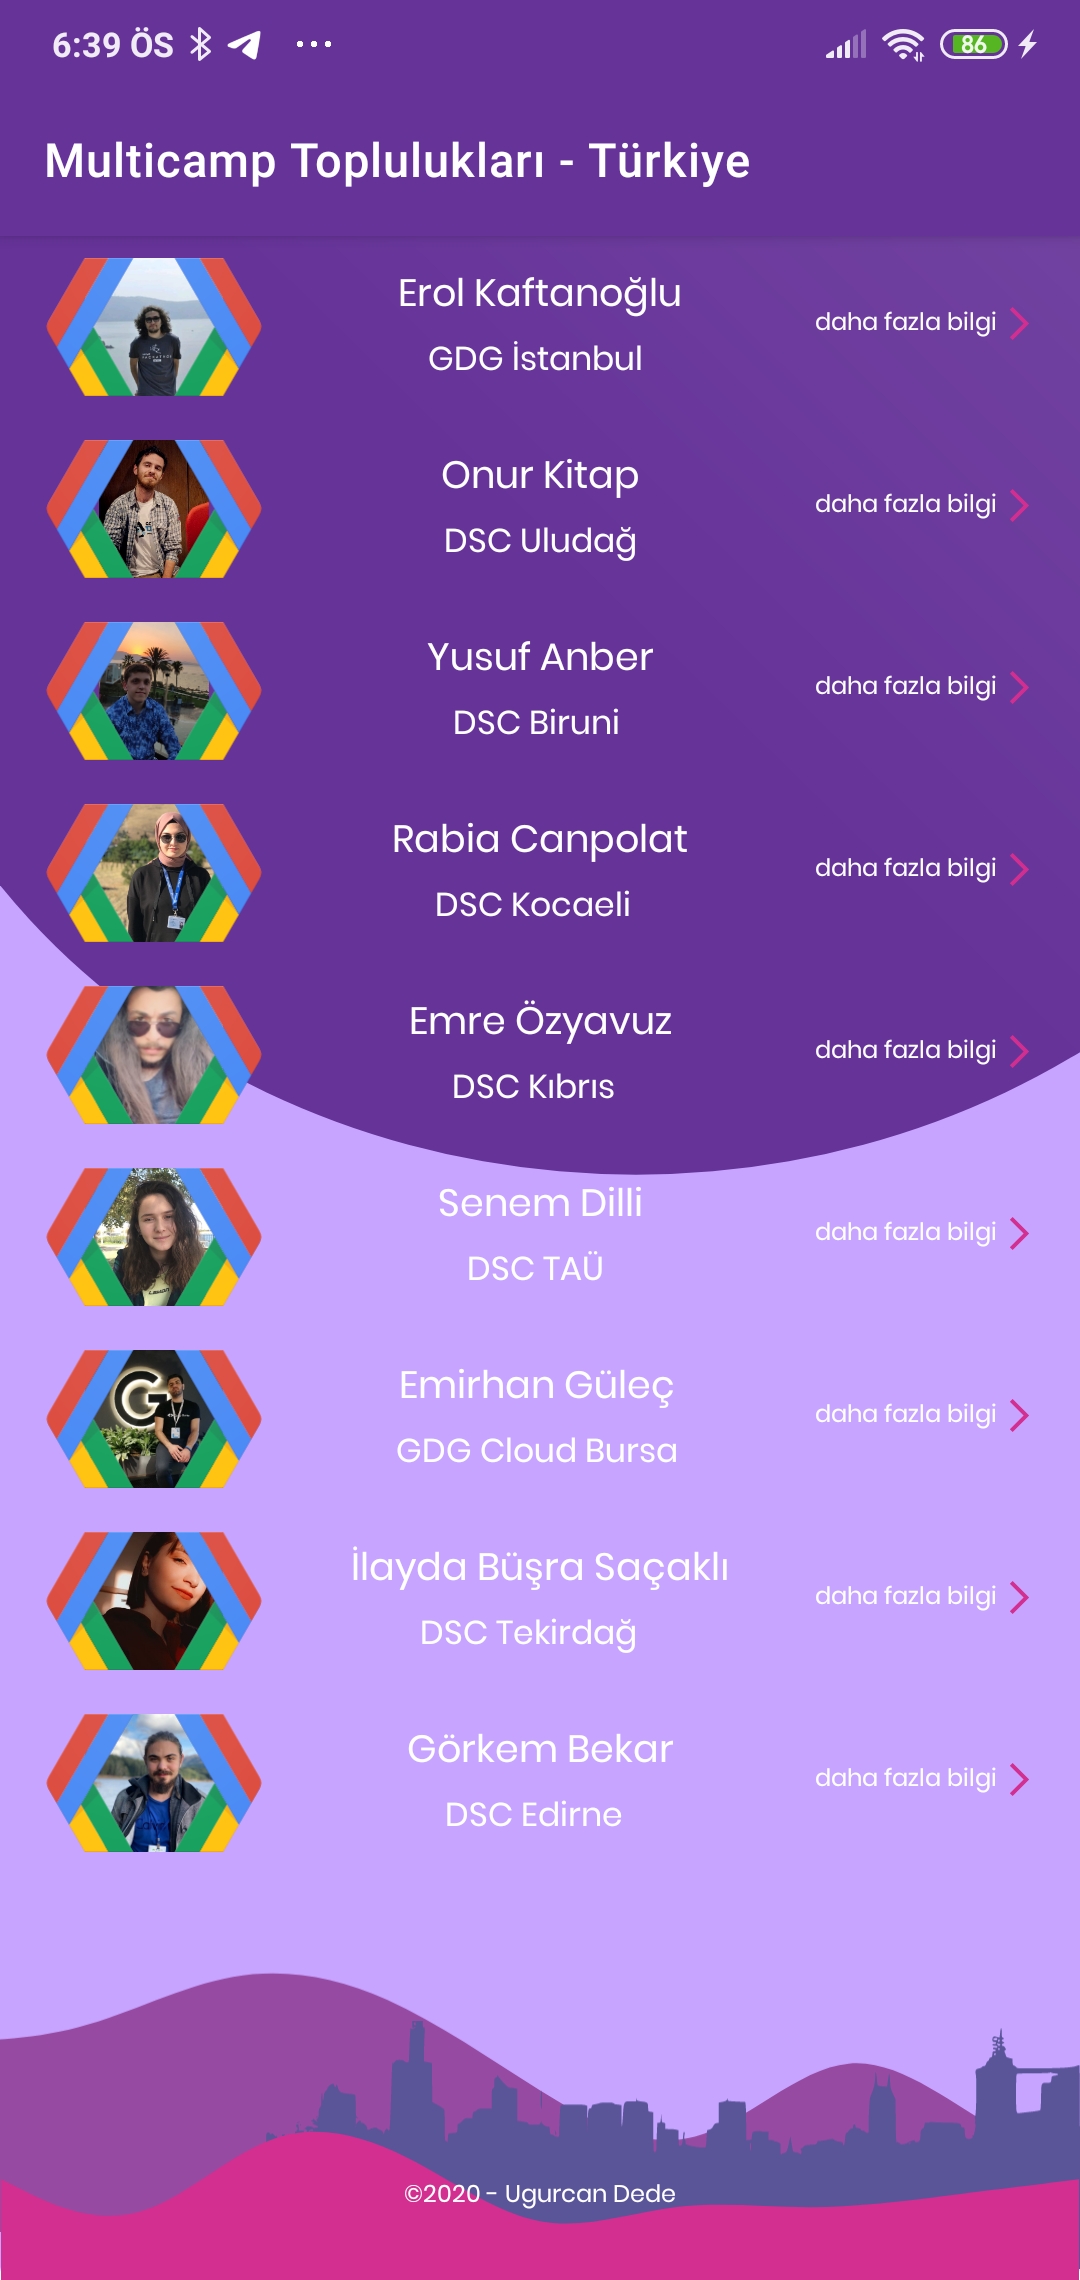 6:39 ÖS
86
Multicamp Toplulukları - Türkiye
Erol Kaftanoğlu
GDG İstanbul
daha fazla bilgi
Onur Kitap
DSC Uludağ
daha fazla bilgi
Yusuf Anber
DSC Biruni
daha fazla bilgi
Rabia Canpolat
DSC Kocaeli
daha fazla bilgi
Emre Özyavuz
DSC Kıbrıs
daha fazla bilgi
Senem Dilli
DSC TAÜ
daha fazla bilgi
G
Emirhan Güleç
GDG Cloud Bursa
daha fazla bilgi
İlayda Büşra Saçaklı
DSC Tekirdağ
daha fazla bilgi
Görkem Bekar
DSC Edirne
daha fazla bilgi
©2020 - Ugurcan Dede